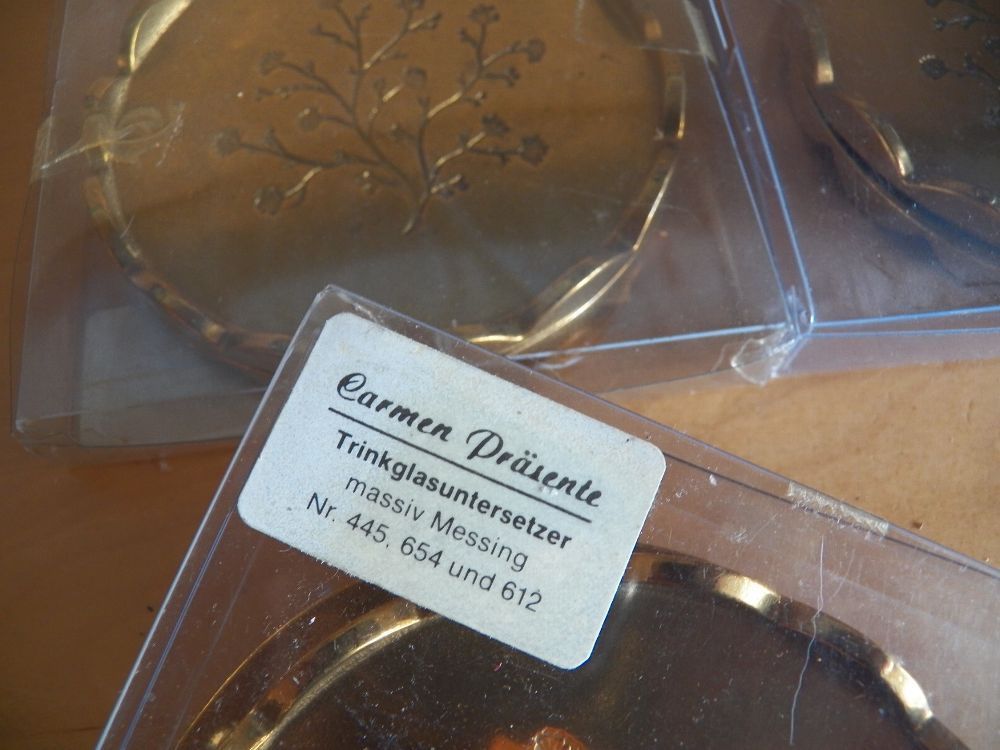 Carmen Präsente
Trinkglasuntersetzer
massiv Messing
Nr. 445, 654 und 612